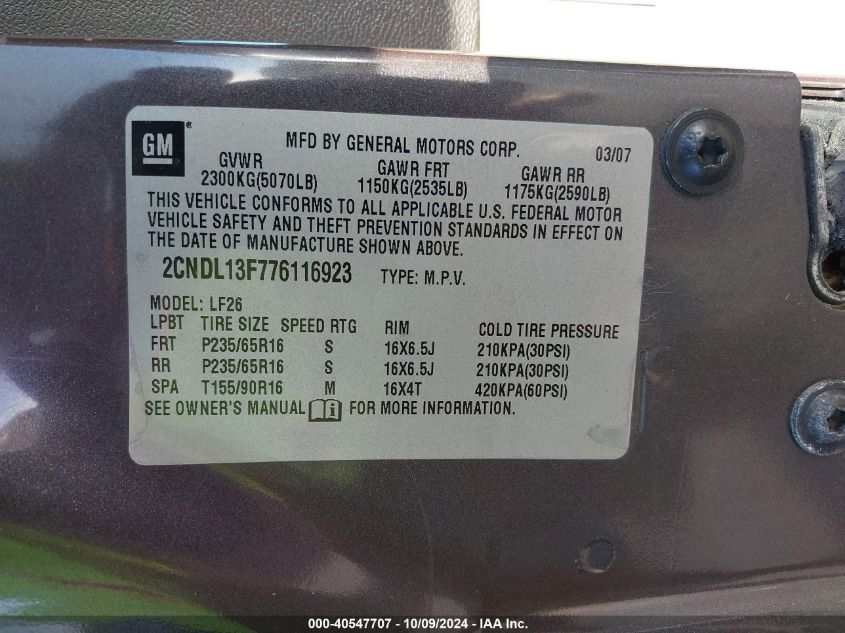 GM
MFD BY GENERAL MOTORS CORP. 03/07
GVWR GAWR FRT GAWR RR
2300KG(5070LB) 1150KG(2535LB) 1175KG(2590LB)
THIS VEHICLE CONFORMS TO ALL APPLICABLE U.S. FEDERAL MOTOR
VEHICLE SAFETY AND THEFT PREVENTION STANDARDS IN EFFECT ON
THE DATE OF MANUFACTURE SHOWN ABOVE.
2CNDL13F776116923 TYPE: M.P.V.
MODEL: LF26
LPBT TIRE SIZE SPEED RTG RIM COLD TIRE PRESSURE
FRT P235/65R16 S 16X6.5J 210KPA(30PSI)
RR P235/65R16 S 16X6.5J 210KPA(30PSI)
SPA T155/90R16 M 16X4T 420KPA(60PSI)
SEE OWNER'S MANUAL i FOR MORE INFORMATION.
000-40547707 - 10/09/2024 - IAA Inc.